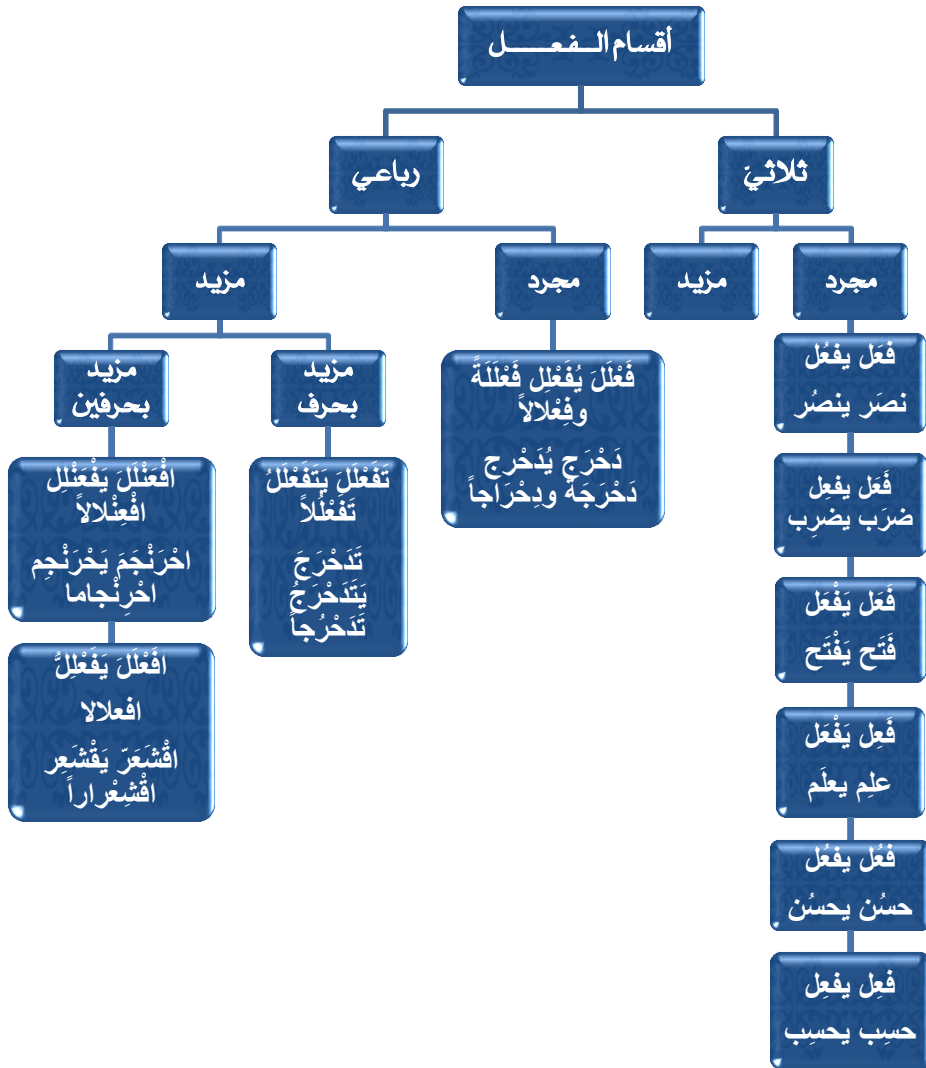 أقسام الفعل
ثلاثيّ
رباعي
مجرد
مزيد
مجرد
مزيد
فَعَل يفعُل
نصَر ينصُر
فَعَل يفعِل
ضرَب يضرِب
فَعَل يَفْعَل
فَتَح يَفْتَح
فَعِل يَفْعَل
علِم يعلَم
فَعُل يفعُل
حسُن يحسُن
فَعِل يفعِل
حسِب يحسِب
فَعْلَلَ يُفَعْلِل فَعْلَلَةً
وفِعْلالاً
دَحْرَجَ يُدَحْرِج
دَحْرَجَةً ودِحْرَاجاً
مزيد
بحرف
تَفَعْلَلَ يَتَفَعْلَلُ
تَفَعْلُلاً
تَدَحْرَجَ
يَتَدَحْرَجُ
تَدَحْرُجاً
مزيد
بحرفين
افْعَنْلَلَ يَفْعَنْلِل
افْعِنْلالاً
احْرَنْجَمَ يَحْرَنْجِم
احْرِنْجاما
افَعْلَلَ يَفَعْلِلُّ
افعلالا
اقْشَعَرّ يَقْشَعِر
اقْشِعْراراً